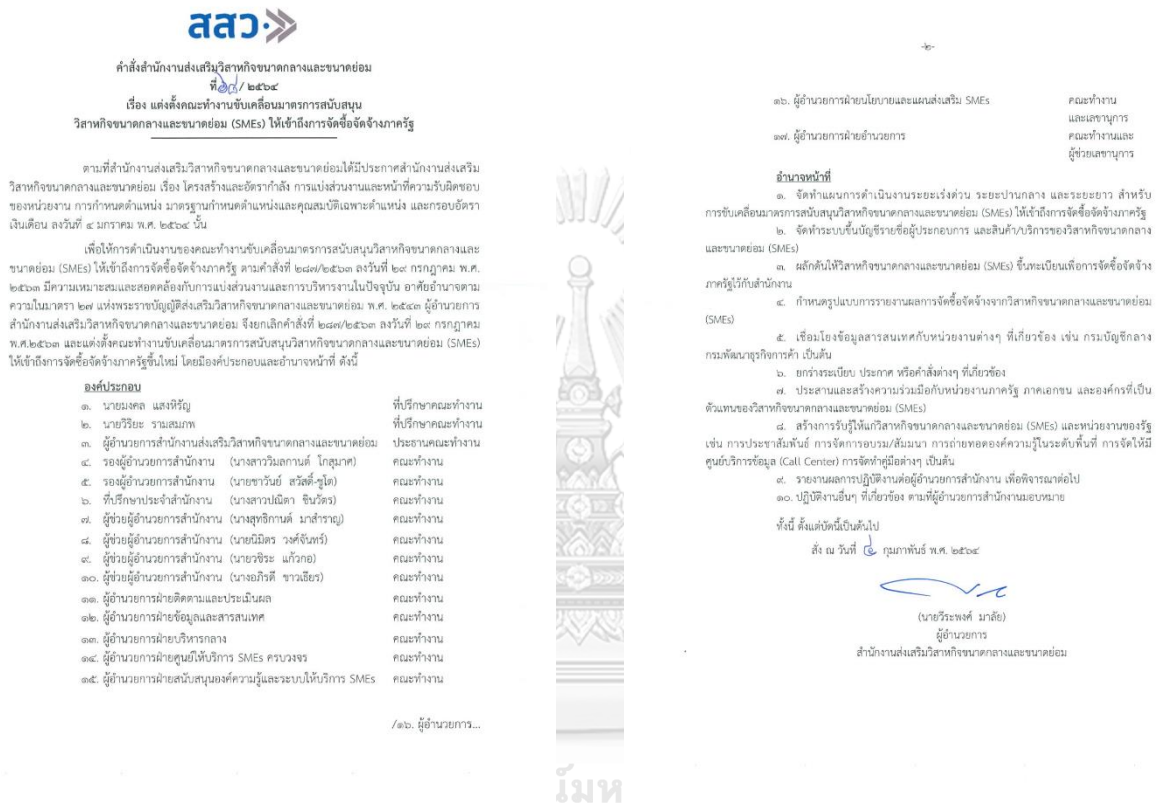 สสว
คำสั่งสำนักงานส่งเสริมวิสาหกิจขนาดกลางและขนาดย่อม
ที่ / ๒๕๖๔
เรื่อง แต่งตั้งคณะทำงานขับเคลื่อนมาตรการสนับสนุน
วิสาหกิจขนาดกลางและขนาดย่อม (SMEs) ให้เข้าถึงการจัดซื้อจัดจ้างภาครัฐ
ตามที่สำนักงานส่งเสริมวิสาหกิจขนาดกลางและขนาดย่อมได้มีประกาศสำนักงานส่งเสริม
วิสาหกิจขนาดกลางและขนาดย่อม เรื่อง โครงสร้างและอัตรากำลัง การแบ่งส่วนงานและหน้าที่ความรับผิดชอบ
ของหน่วยงาน การกำหนดตำแหน่ง มาตรฐานกำหนดตำแหน่งและคุณสมบัติเฉพาะตำแหน่ง และกรอบอัตรา
เงินเดือน ลงวันที่ ๔ มกราคม พ.ศ. ๒๕๖๔ นั้น
เพื่อให้การดำเนินงานของคณะทำงานขับเคลื่อนมาตรการสนับสนุนวิสาหกิจขนาดกลางและ
ขนาดย่อม (SMEs) ให้เข้าถึงการจัดซื้อจัดจ้างภาครัฐ ตามคำสั่งที่ ๒๘๗/๒๕๖๓ ลงวันที่ ๒๙ กรกฎาคม พ.ศ.
๒๕๖๓ มีความเหมาะสมและสอดคล้องกับการแบ่งส่วนงานและการบริหารงานในปัจจุบัน อาศัยอำนาจตาม
ความในมาตรา ๒๗ แห่งพระราชบัญญัติส่งเสริมวิสาหกิจขนาดกลางและขนาดย่อม พ.ศ. ๒๕๔๓ ผู้อำนวยการ
สำนักงานส่งเสริมวิสาหกิจขนาดกลางและขนาดย่อม จึงยกเลิกคำสั่งที่ ๒๘๗/๒๕๖๓ ลงวันที่ ๒๙ กรกฎาคม
พ.ศ.๒๕๖๓ และแต่งตั้งคณะทำงานขับเคลื่อนมาตรการสนับสนุนวิสาหกิจขนาดกลางและขนาดย่อม (SMEs)
ให้เข้าถึงการจัดซื้อจัดจ้างภาครัฐขึ้นใหม่ โดยมีองค์ประกอบและอำนาจหน้าที่ ดังนี้
องค์ประกอบ
๑. นายมงคล แสงหิรัญ ที่ปรึกษาคณะทำงาน
๒. นายวิริยะ รามสมภพ ที่ปรึกษาคณะทำงาน
๓. ผู้อำนวยการสำนักงานส่งเสริมวิสาหกิจขนาดกลางและขนาดย่อม ประธานคณะทำงาน
๔. รองผู้อำนวยการสำนักงาน (นางสาววิมลกานต์ โกสุมาศ) คณะทำงาน
๕. รองผู้อำนวยการสำนักงาน (นายชาวันย์ สวัสดิ์-ชูโต) คณะทำงาน
๖. ที่ปรึกษาประจำสำนักงาน (นางสาวปณิตา ชินวัตร) คณะทำงาน
๗. ผู้ช่วยผู้อำนวยการสำนักงาน (นางสุทธิกานต์ มาสำราญ) คณะทำงาน
๘. ผู้ช่วยผู้อำนวยการสำนักงาน (นายนิมิตร วงศ์จันทร์) คณะทำงาน
๙. ผู้ช่วยผู้อำนวยการสำนักงาน (นายวชิระ แก้วกอ) คณะทำงาน
๑๐. ผู้ช่วยผู้อำนวยการสำนักงาน (นางอภิรดี ขาวเธียร) คณะทำงาน
๑๑. ผู้อำนวยการฝ่ายติดตามและประเมินผล คณะทำงาน
๑๒. ผู้อำนวยการฝ่ายข้อมูลและสารสนเทศ คณะทำงาน
๑๓. ผู้อำนวยการฝ่ายบริหารกลาง คณะทำงาน
๑๔. ผู้อำนวยการฝ่ายศูนย์ให้บริการ SMEs ครบวงจร คณะทำงาน
๑๕. ผู้อำนวยการฝ่ายสนับสนุนองค์ความรู้และระบบให้บริการ SMEs คณะทำงาน
/๑๖. ผู้อำนวยการ...
-๒-
๑๖. ผู้อำนวยการฝ่ายนโยบายและแผนส่งเสริม SMEs คณะทำงาน
และเลขานุการ
๑๗. ผู้อำนวยการฝ่ายอำนวยการ คณะทำงานและ
ผู้ช่วยเลขานุการ
อำนาจหน้าที่
๑. จัดทำแผนการดำเนินงานระยะเร่งด่วน ระยะปานกลาง และระยะยาว สำหรับ
การขับเคลื่อนมาตรการสนับสนุนวิสาหกิจขนาดกลางและขนาดย่อม (SMEs) ให้เข้าถึงการจัดซื้อจัดจ้างภาครัฐ
๒. จัดทำระบบขึ้นบัญชีรายชื่อผู้ประกอบการ และสินค้า/บริการของวิสาหกิจขนาดกลาง
และขนาดย่อม (SMEs)
๓. ผลักดันให้วิสาหกิจขนาดกลางและขนาดย่อม (SMEs) ขึ้นทะเบียนเพื่อการจัดซื้อจัดจ้าง
ภาครัฐไว้กับสำนักงาน
๔. กำหนดรูปแบบการรายงานผลการจัดซื้อจัดจ้างจากวิสาหกิจขนาดกลางและขนาดย่อม
(SMEs)
๕. เชื่อมโยงข้อมูลสารสนเทศกับหน่วยงานต่างๆ ที่เกี่ยวข้อง เช่น กรมบัญชีกลาง
กรมพัฒนาธุรกิจการค้า เป็นต้น
๖. ยกร่างระเบียบ ประกาศ หรือคำสั่งต่างๆ ที่เกี่ยวข้อง
๗. ประสานและสร้างความร่วมมือกับหน่วยงานภาครัฐ ภาคเอกชน และองค์กรที่เป็น
ตัวแทนของวิสาหกิจขนาดกลางและขนาดย่อม (SMEs)
๘. สร้างการรับรู้ให้แก่วิสาหกิจขนาดกลางและขนาดย่อม (SMEs) และหน่วยงานของรัฐ
เช่น การประชาสัมพันธ์ การจัดการอบรม/สัมมนา การถ่ายทอดองค์ความรู้ในระดับพื้นที่ การจัดให้มี
ศูนย์บริการข้อมูล (Call Center) การจัดทำคู่มือต่างๆ เป็นต้น
๙. รายงานผลการปฏิบัติงานต่อผู้อำนวยการสำนักงาน เพื่อพิจารณาต่อไป
๑๐. ปฏิบัติงานอื่นๆ ที่เกี่ยวข้อง ตามที่ผู้อำนวยการสำนักงานมอบหมาย
ทั้งนี้ ตั้งแต่บัดนี้เป็นต้นไป
สั่ง ณ วันที่ กุมภาพันธ์ พ.ศ. ๒๕๖๔
(นายวีระพงศ์ มาลัย)
ผู้อำนวยการ
สำนักงานส่งเสริมวิสาหกิจขนาดกลางและขนาดย่อม